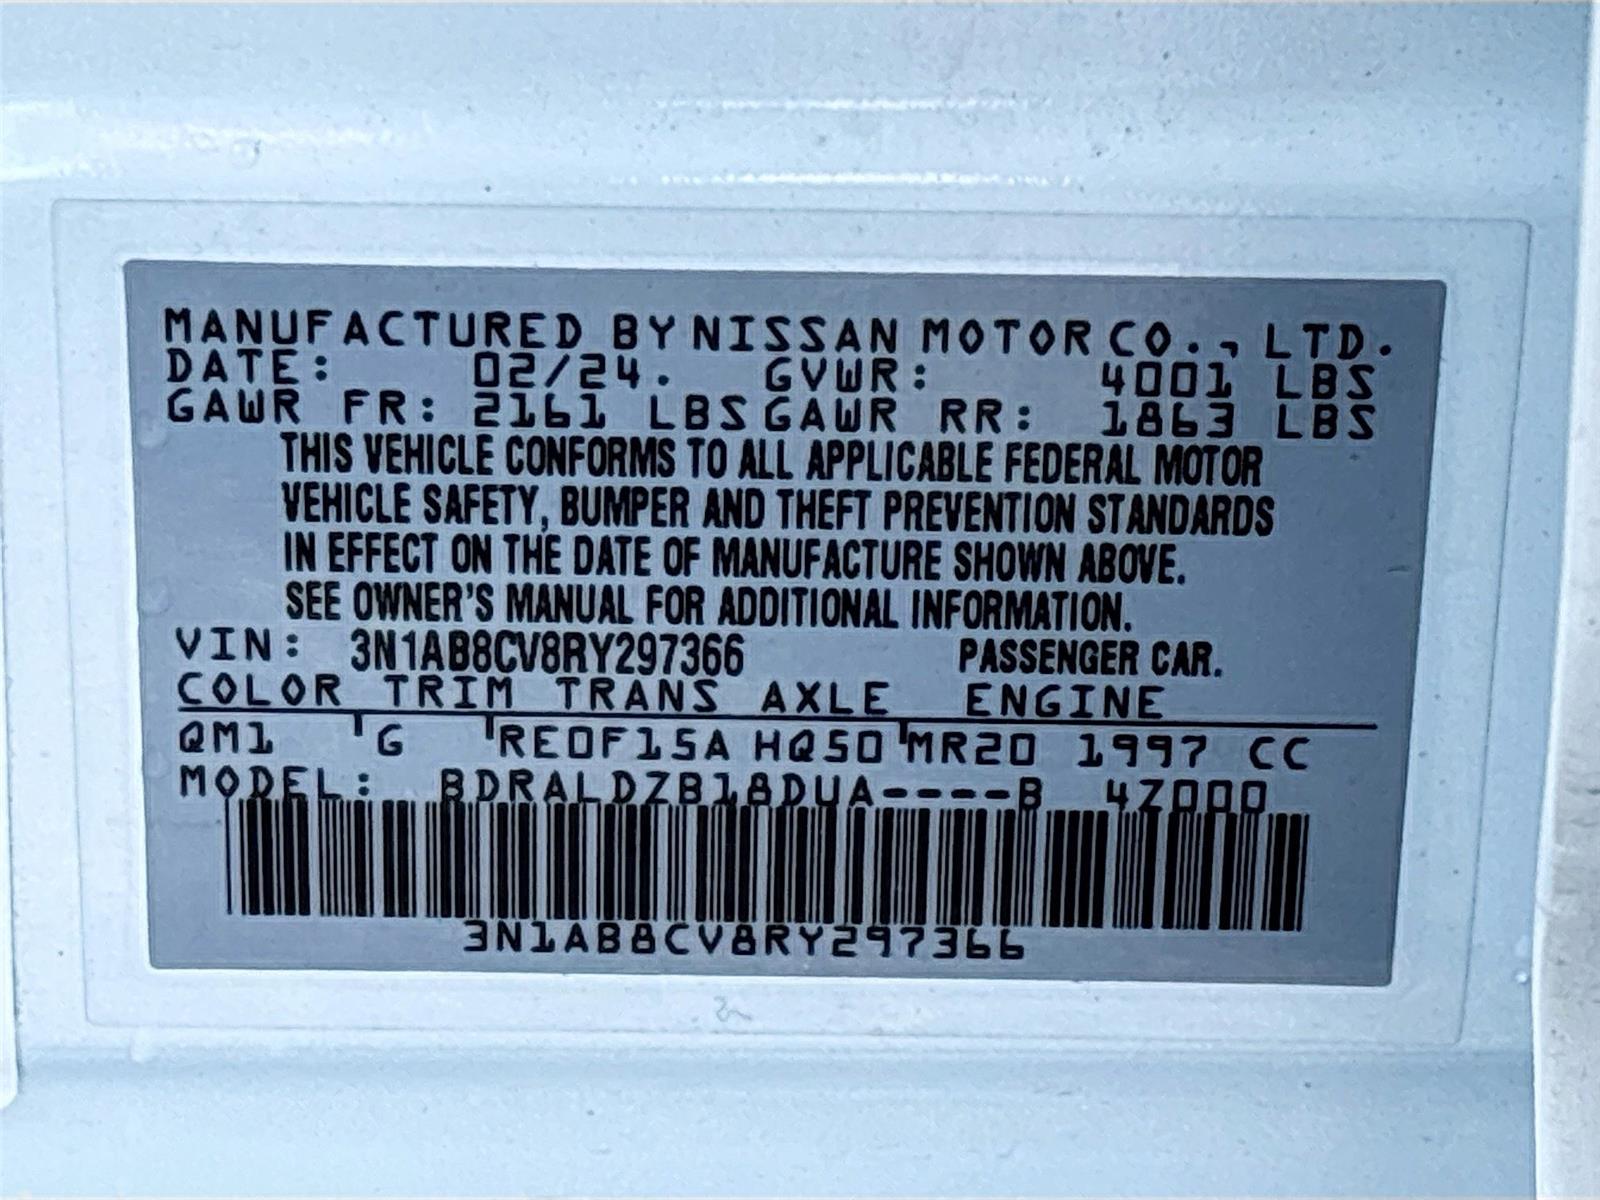 MANUFACTURED BY NISSAN MOTOR CO., LTD.
DATE: 02/24. GVWR: 4001 LBS
GAWR FR: 2161 LBS GAWR RR: 1863 LBS
THIS VEHICLE CONFORMS TO ALL APPLICABLE FEDERAL MOTOR
VEHICLE SAFETY, BUMPER AND THEFT PREVENTION STANDARDS
IN EFFECT ON THE DATE OF MANUFACTURE SHOWN ABOVE.
SEE OWNER'S MANUAL FOR ADDITIONAL INFORMATION.
VIN: 3N1AB8CV8RY297366 PASSENGER CAR.
COLOR TRIM TRANS AXLE ENGINE
QM1 G RE0F15A HQ50 MR20 1997 CC
MODEL: BDRALDZB18DUA----B 4Z000
3N1AB8CV8RY297366